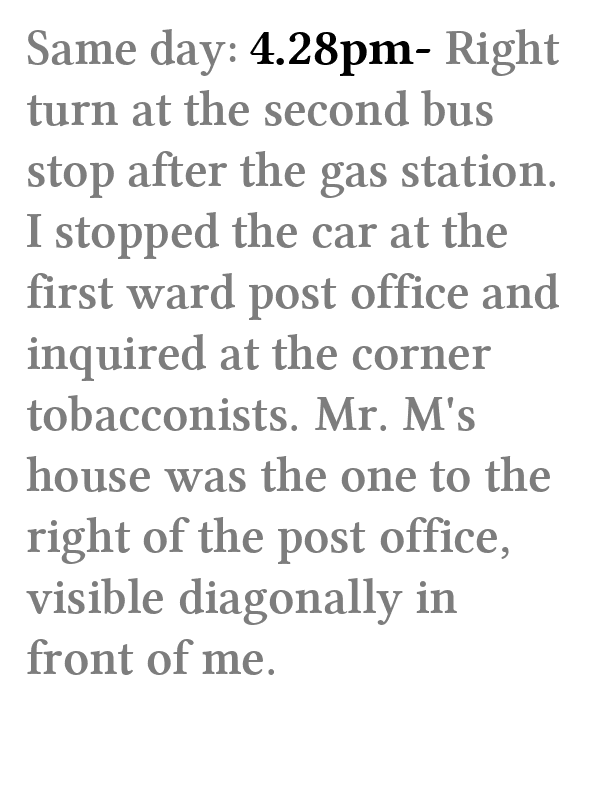 Same day: 4.28pm- Right
turn at the second bus
stop after the gas station.
I stopped the car at the
first ward post office and
inquired at the corner
tobacconists. Mr. M's
house was the one to the
right of the post office,
visible diagonally in
front of me.